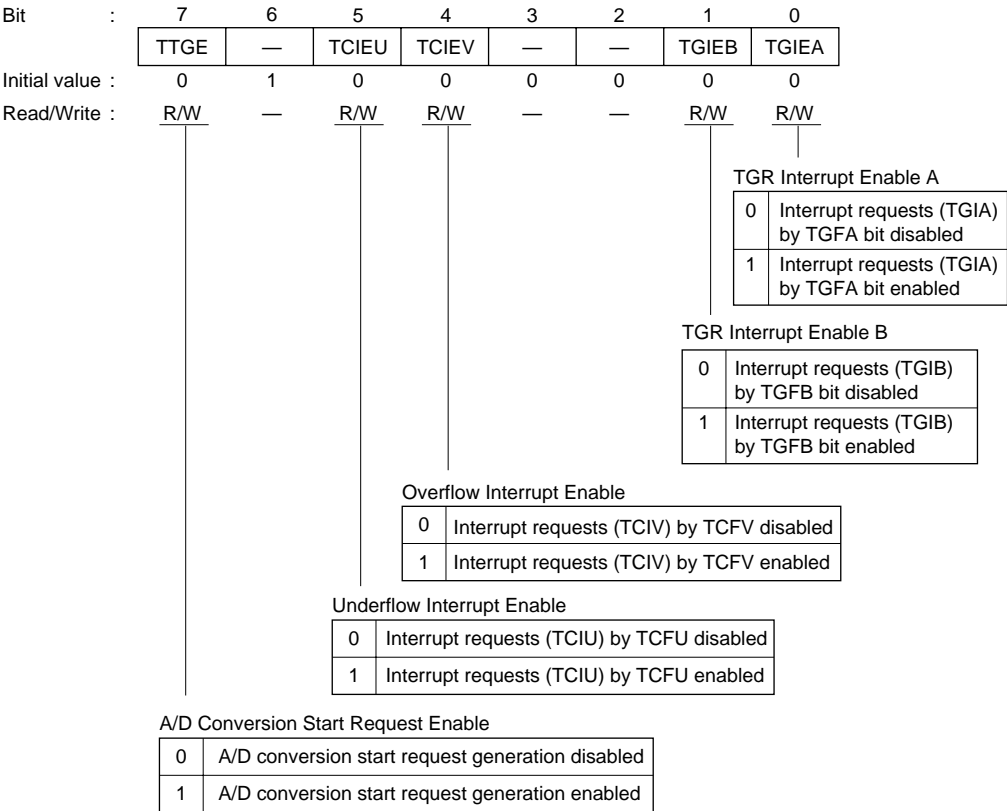 Bit : 7 6 5 4 3 2 1 0
TTGE — TCIEU TCIEV — — TGIEB TGIEA
Initial value : 0 1 0 0 0 0 0 0
Read/Write : R/W — R/W R/W — — R/W R/W
TGR Interrupt Enable A
0 Interrupt requests (TGIA)
by TGFA bit disabled
1 Interrupt requests (TGIA)
by TGFA bit enabled
TGR Interrupt Enable B
0 Interrupt requests (TGIB)
by TGFB bit disabled
1 Interrupt requests (TGIB)
by TGFB bit enabled
Overflow Interrupt Enable
0 Interrupt requests (TCIV) by TCFV disabled
1 Interrupt requests (TCIV) by TCFV enabled
Underflow Interrupt Enable
0 Interrupt requests (TCIU) by TCFU disabled
1 Interrupt requests (TCIU) by TCFU enabled
A/D Conversion Start Request Enable
0 A/D conversion start request generation disabled
1 A/D conversion start request generation enabled